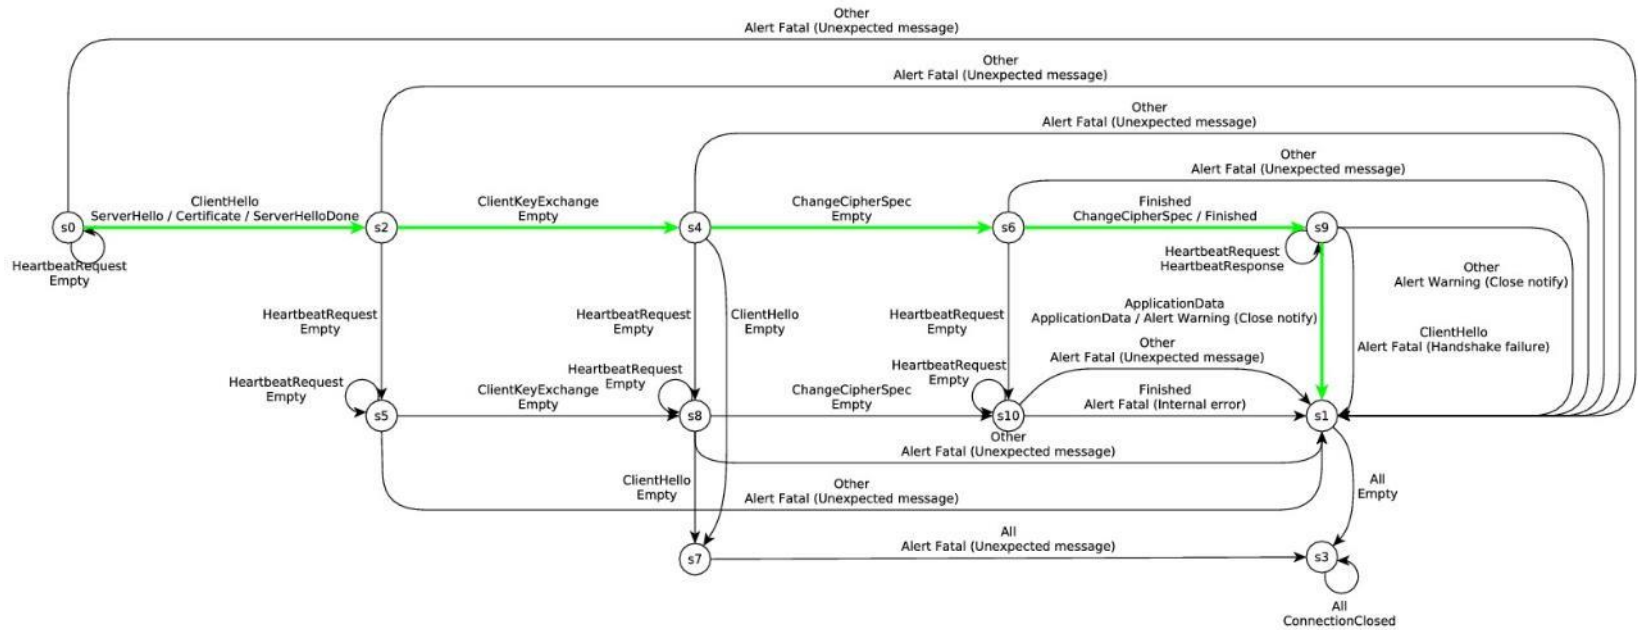 Other
Alert Fatal (Unexpected message)
Other
Alert Fatal (Unexpected message)
Other
Alert Fatal (Unexpected message)
Other
Alert Fatal (Unexpected message)
ClientHello
ServerHello / Certificate / ServerHelloDone
ClientKeyExchange
Empty
ChangeCipherSpec
Empty
Finished
ChangeCipherSpec / Finished
s0
s2
s4
s6
s9
HeartbeatRequest
Empty
HeartbeatRequest
HeartbeatResponse
Other
Alert Warning (Close notify)
HeartbeatRequest
Empty
HeartbeatRequest
Empty
ClientHello
Empty
HeartbeatRequest
Empty
ApplicationData
ApplicationData / Alert Warning (Close notify)
ClientHello
Alert Fatal (Handshake failure)
Other
Alert Fatal (Unexpected message)
HeartbeatRequest
Empty
HeartbeatRequest
Empty
HeartbeatRequest
Empty
ClientKeyExchange
Empty
ChangeCipherSpec
Empty
Finished
Alert Fatal (Internal error)
s5
s8
s10
s1
Other
Alert Fatal (Unexpected message)
ClientHello
Empty
Other
Alert Fatal (Unexpected message)
All
Empty
All
Alert Fatal (Unexpected message)
s7
s3
All
ConnectionClosed